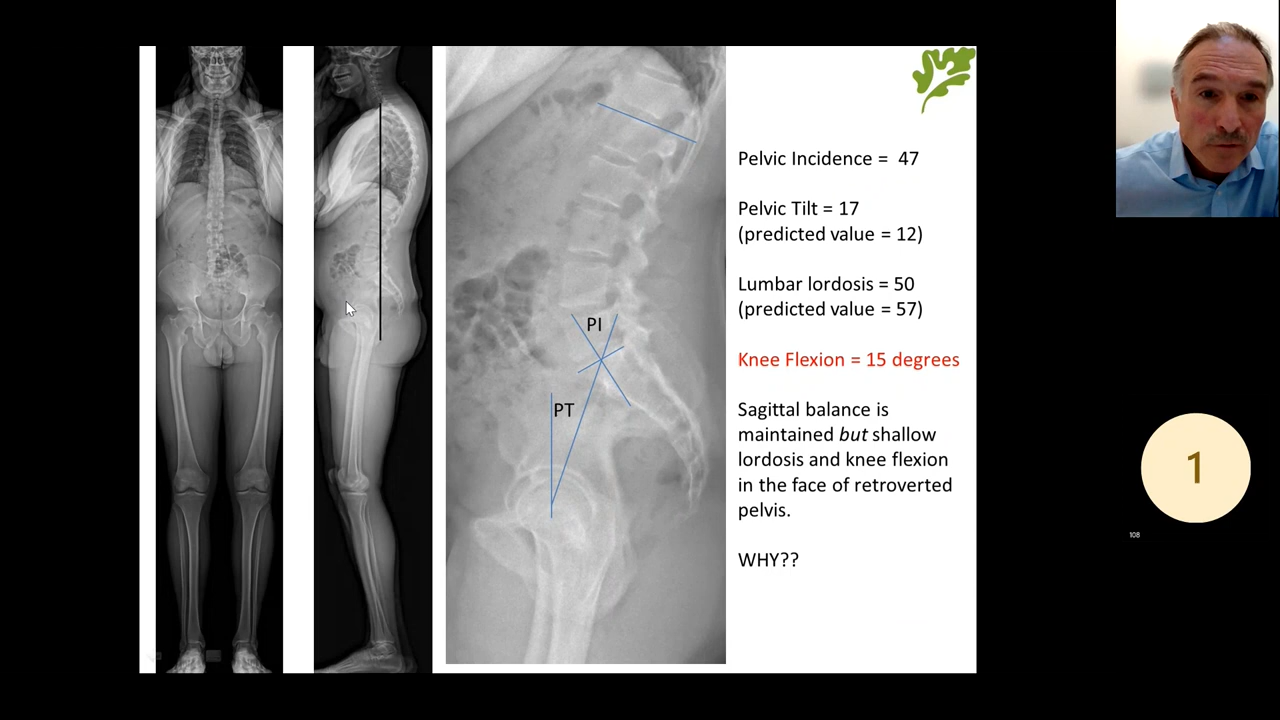 Pelvic Incidence = 47
Pelvic Tilt = 17
(predicted value = 12)
Lumbar lordosis = 50
(predicted value = 57)
Knee Flexion = 15 degrees
Sagittal balance is
maintained but shallow
lordosis and knee flexion
in the face of retroverted
pelvis.
WHY??
PI
PT
1
108